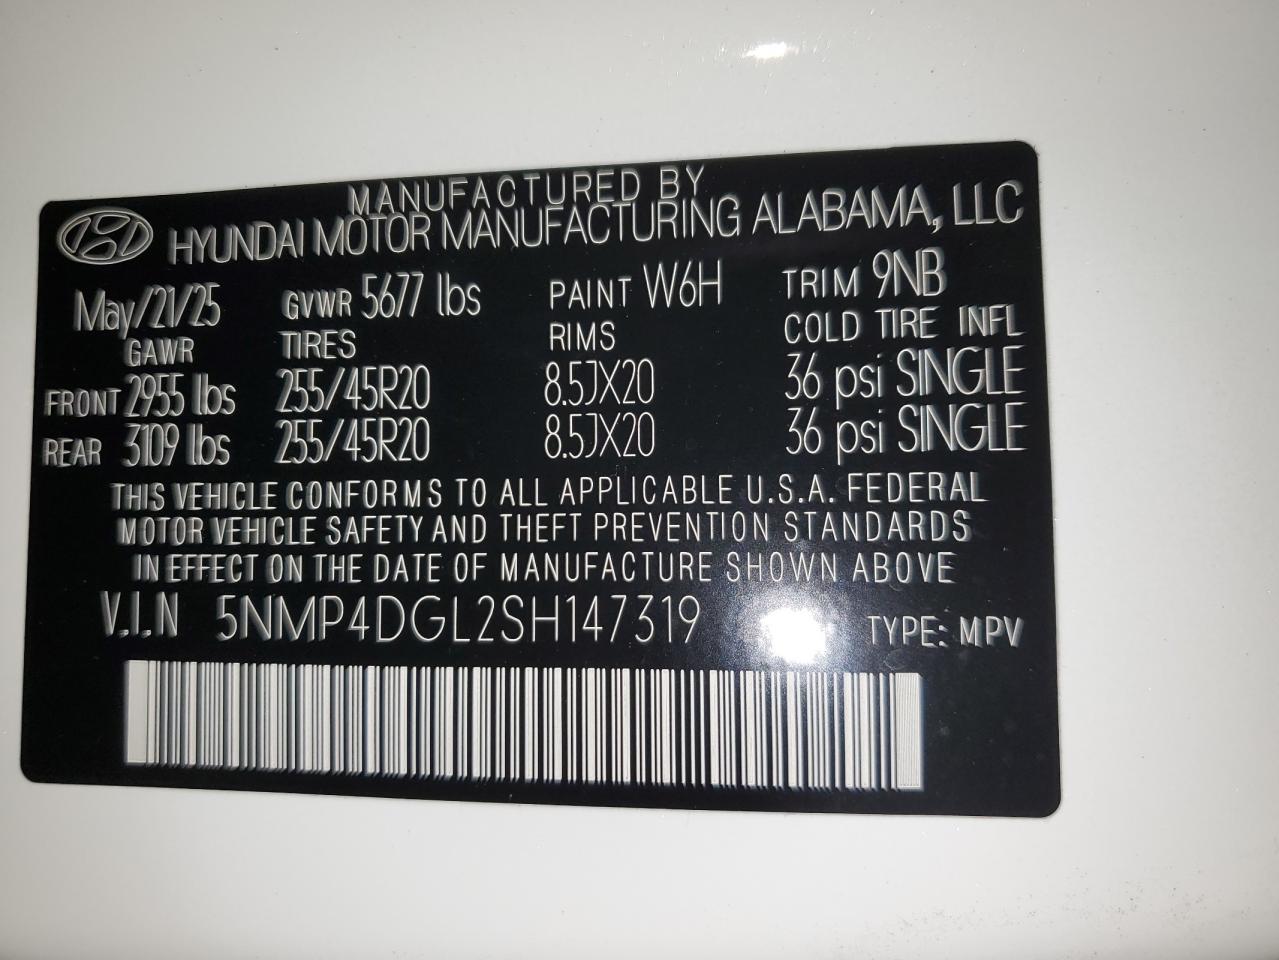 MANUFACTURED BY
HYUNDAI MOTOR MANUFACTURING ALABAMA, LLC
May/21/25 GVWR 5677 lbs PAINT W6H TRIM 9NB
GAWR TIRES RIMS COLD TIRE INFL
FRONT 2955 lbs 255/45R20 8.5JX20 36 psi SINGLE
REAR 3109 lbs 255/45R20 8.5JX20 36 psi SINGLE
THIS VEHICLE CONFORMS TO ALL APPLICABLE U.S.A. FEDERAL
MOTOR VEHICLE SAFETY AND THEFT PREVENTION STANDARDS
IN EFFECT ON THE DATE OF MANUFACTURE SHOWN ABOVE
V.I.N 5NMP4DGL2SH147319 TYPE: MPV